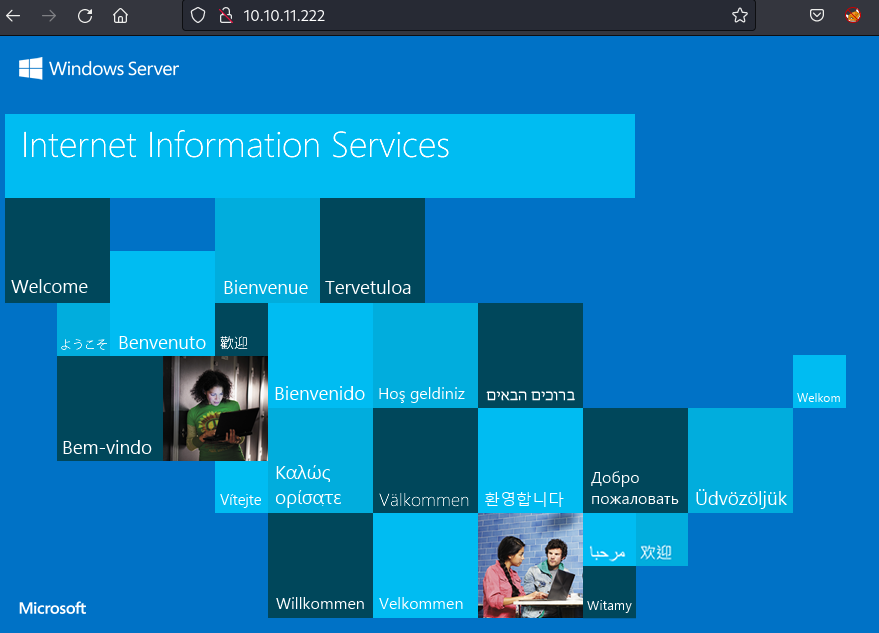 10.10.11.222
Windows Server
Internet Information Services
Welcome
Bienvenue
Tervetuloa
ようこそ
Benvenuto
歡迎
Bienvenido
Hoş geldiniz
ברוכים הבאים
Welkom
Bem-vindo
Vítejte
Καλώς
ορίσατε
Välkommen
환영합니다
Добро
пожаловать
Üdvözöljük
مرحبا
欢迎
Willkommen
Velkommen
Witamy
Microsoft